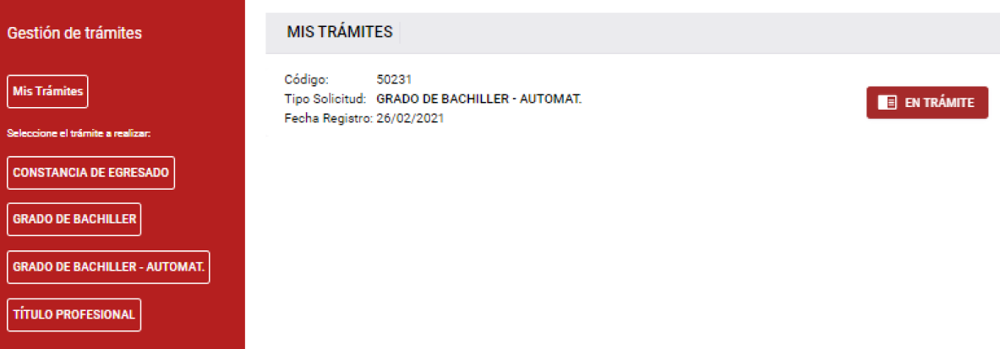 Gestión de trámites
Mis Trámites
Seleccione el trámite a realizar:
CONSTANCIA DE EGRESADO
GRADO DE BACHILLER
GRADO DE BACHILLER - AUTOMAT.
TÍTULO PROFESIONAL
MIS TRÁMITES
Código: 50231
Tipo Solicitud: GRADO DE BACHILLER - AUTOMAT.
Fecha Registro: 26/02/2021
EN TRÁMITE